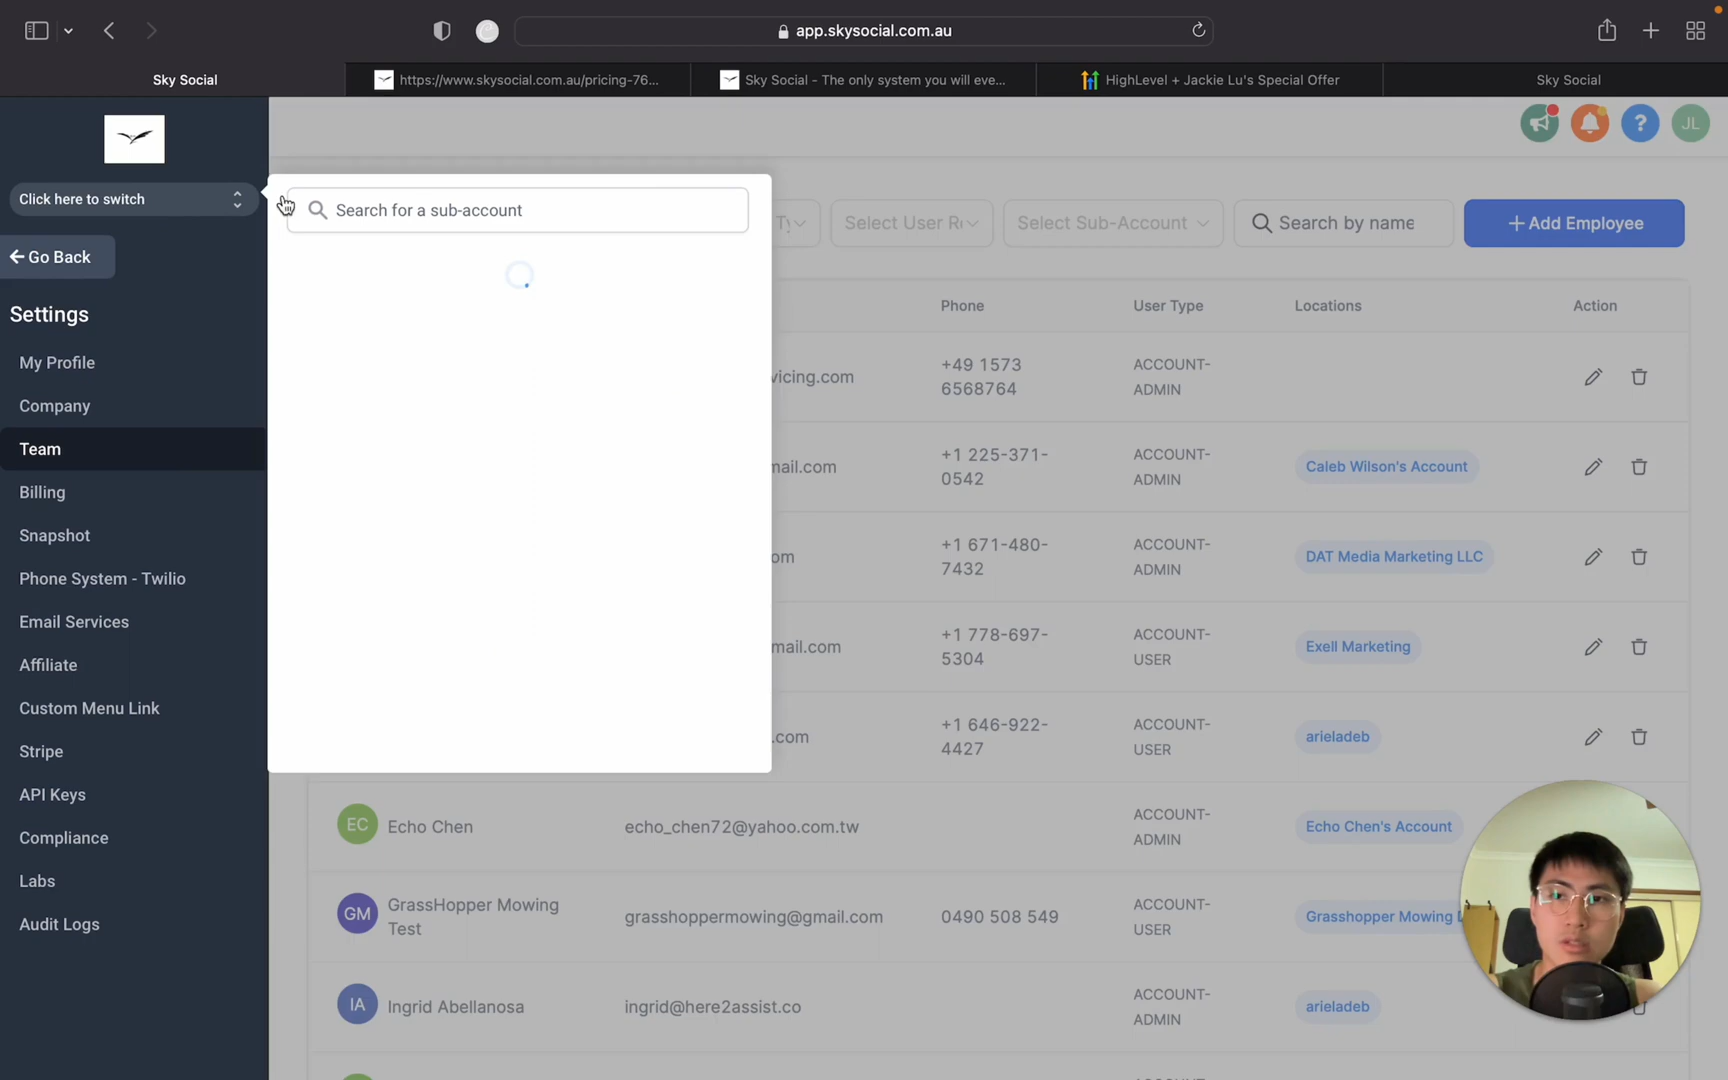 app.skysocial.com.au
Sky Social
https://www.skysocial.com.au/pricing-76...
Sky Social - The only system you will eve...
HighLevel + Jackie Lu's Special Offer
Sky Social
JL
Click here to switch
Search for a sub-account
Select User R
Select Sub-Account
Search by name
+ Add Employee
Go Back
Settings
My Profile
Company
Team
Billing
Snapshot
Phone System - Twilio
Email Services
Affiliate
Custom Menu Link
Stripe
API Keys
Compliance
Labs
Audit Logs
Phone
User Type
Locations
Action
vicing.com
+49 1573
6568764
ACCOUNT-
ADMIN
mail.com
+1 225-371-
0542
ACCOUNT-
ADMIN
Caleb Wilson's Account
om
+1 671-480-
7432
ACCOUNT-
ADMIN
DAT Media Marketing LLC
mail.com
+1 778-697-
5304
ACCOUNT-
USER
Exell Marketing
.com
+1 646-922-
4427
ACCOUNT-
USER
arieladeb
EC
Echo Chen
echo_chen72@yahoo.com.tw
ACCOUNT-
ADMIN
Echo Chen's Account
GM
GrassHopper Mowing
Test
grasshoppermowing@gmail.com
0490 508 549
ACCOUNT-
USER
Grasshopper Mowing
IA
Ingrid Abellanosa
ingrid@here2assist.co
ACCOUNT-
ADMIN
arieladeb